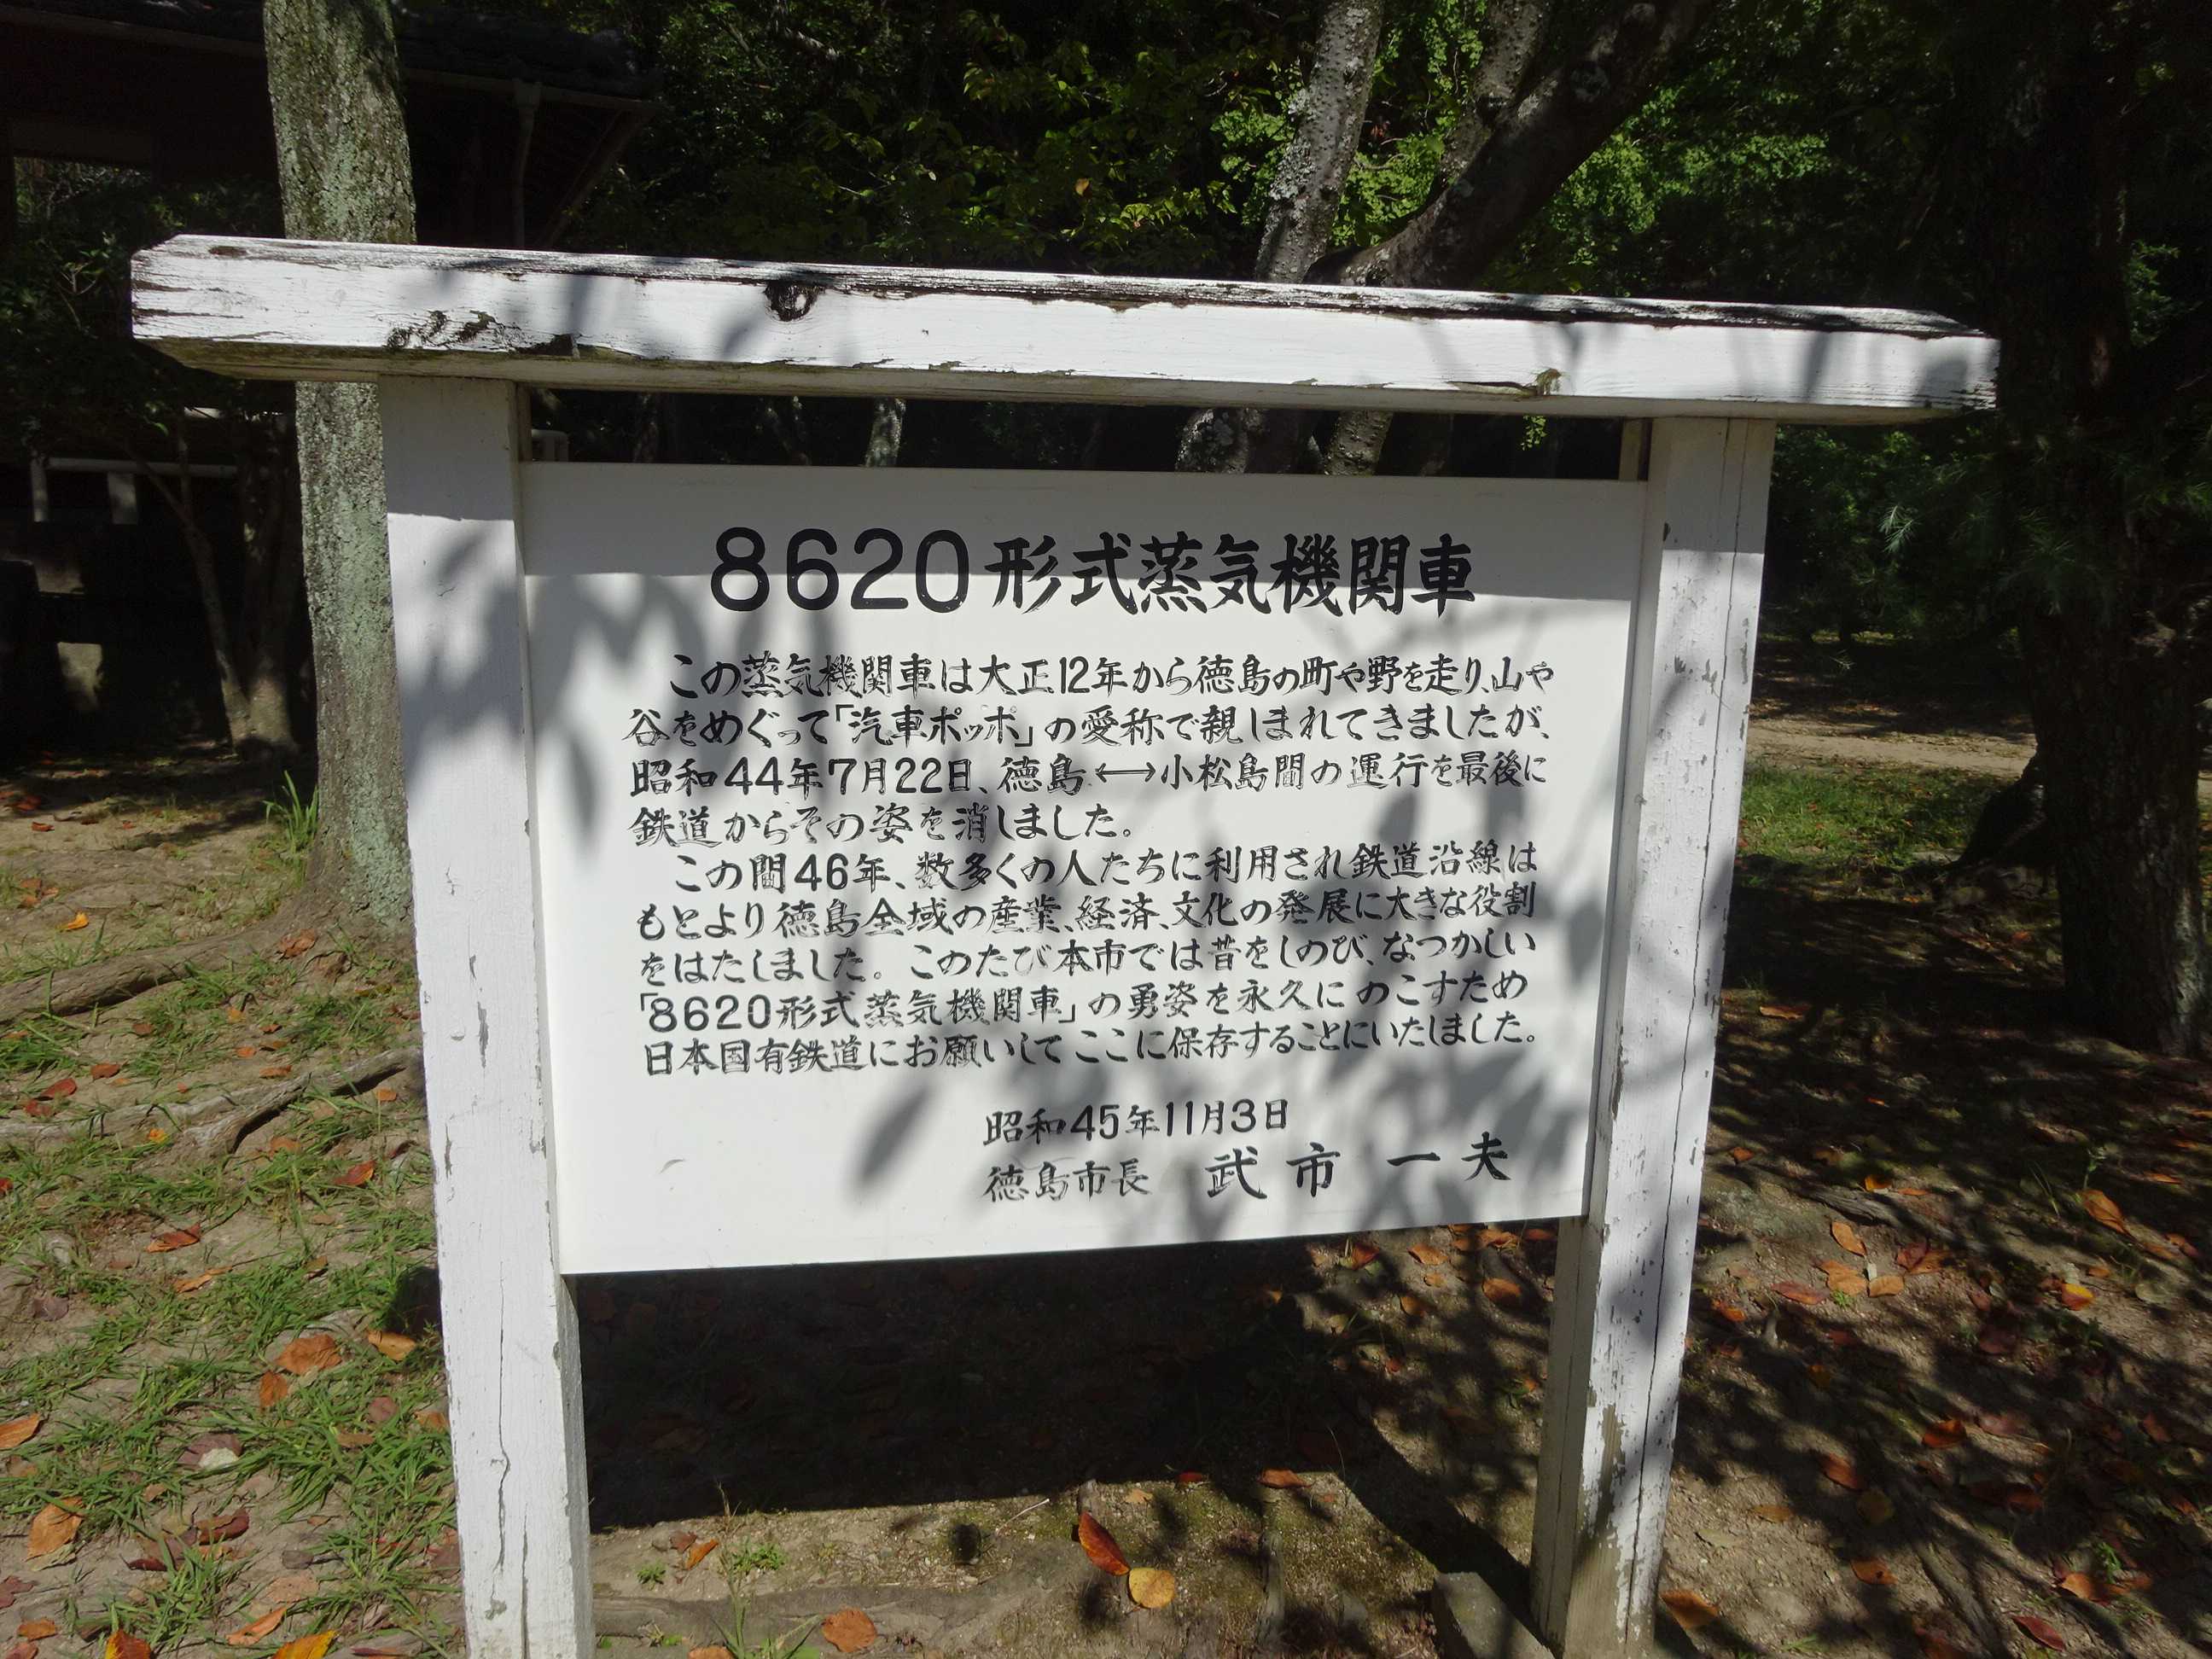 8620形式蒸気機関車
この蒸気機関車は大正12年から徳島の町や野を走り、山や
谷をめぐって「汽車ポッポ」の愛称で親しまれてきましたが、
昭和44年7月22日、徳島⟷小松島間の運行を最後に
鉄道からその姿を消しました。
この間46年、数多くの人たちに利用され鉄道沿線は
もとより徳島全域の産業、経済、文化の発展に大きな役割
をはたしました。このたび本市では昔をしのび、なつかしい
「8620形式蒸気機関車」の勇姿を永久にのこすため
日本国有鉄道にお願いしてここに保存することにいたしました。
昭和45年11月3日
徳島市長 武市一夫